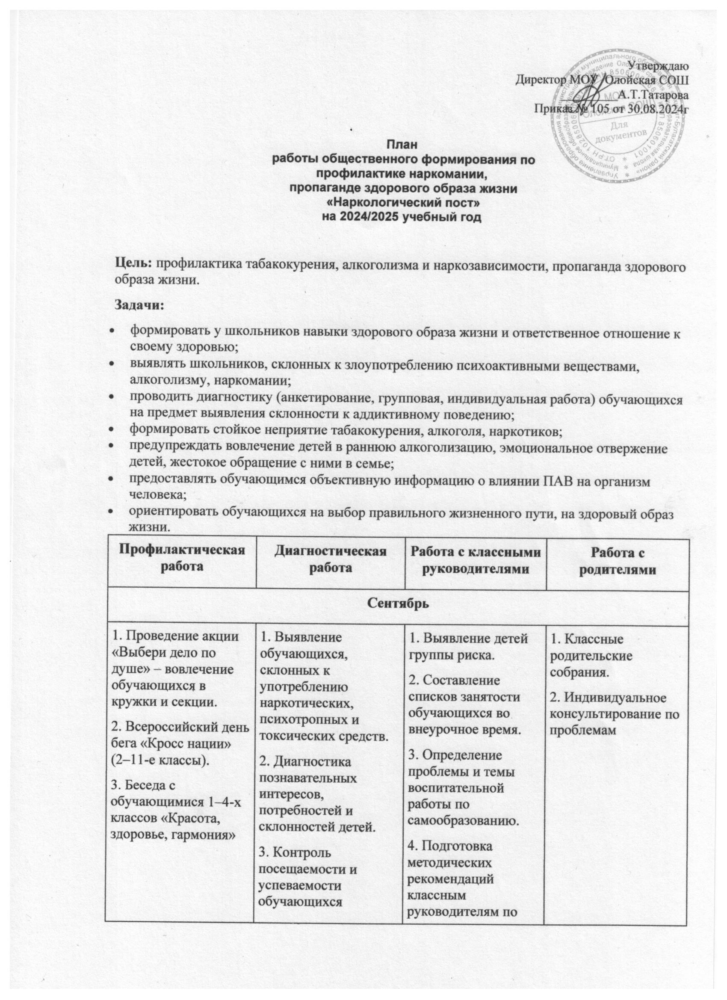 Утверждаю
Директор МОУ Олойская СОШ
А.Т.Татарова
Приказ № 105 от 30.08.2024г
МОУ
Олойская СОШ
Для
документов
План
работы общественного формирования по
профилактике наркомании,
пропаганде здорового образа жизни
«Наркологический пост»
на 2024/2025 учебный год
Цель: профилактика табакокурения, алкоголизма и наркозависимости, пропаганда здорового
образа жизни.
Задачи:
• формировать у школьников навыки здорового образа жизни и ответственное отношение к
своему здоровью;
• выявлять школьников, склонных к злоупотреблению психоактивными веществами,
алкоголизму, наркомании;
• проводить диагностику (анкетирование, групповая, индивидуальная работа) обучающихся
на предмет выявления склонности к аддиктивному поведению;
• формировать стойкое неприятие табакокурения, алкоголя, наркотиков;
• предупреждать вовлечение детей в раннюю алкоголизацию, эмоциональное отвержение
детей, жестокое обращение с ними в семье;
• предоставлять обучающимся объективную информацию о влиянии ПАВ на организм
человека;
• ориентировать обучающихся на выбор правильного жизненного пути, на здоровый образ
жизни.
Профилактическая
работа
Диагностическая
работа
Работа с классными
руководителями
Работа с
родителями
Сентябрь
1. Проведение акции
«Выбери дело по
душе» – вовлечение
обучающихся в
кружки и секции.
2. Всероссийский день
бега «Кросс нации»
(2–11-е классы).
3. Беседа с
обучающимися 1–4-х
классов «Красота,
здоровье, гармония»
1. Выявление
обучающихся,
склонных к
употреблению
наркотических,
психотропных и
токсических средств.
2. Диагностика
познавательных
интересов,
потребностей и
склонностей детей.
3. Контроль
посещаемости и
успеваемости
обучающихся
1. Выявление детей
группы риска.
2. Составление
списков занятости
обучающихся во
внеурочное время.
3. Определение
проблемы и темы
воспитательной
работы по
самообразованию.
4. Подготовка
методических
рекомендаций
классным
руководителям по
1. Классные
родительские
собрания.
2. Индивидуальное
консультирование по
проблемам